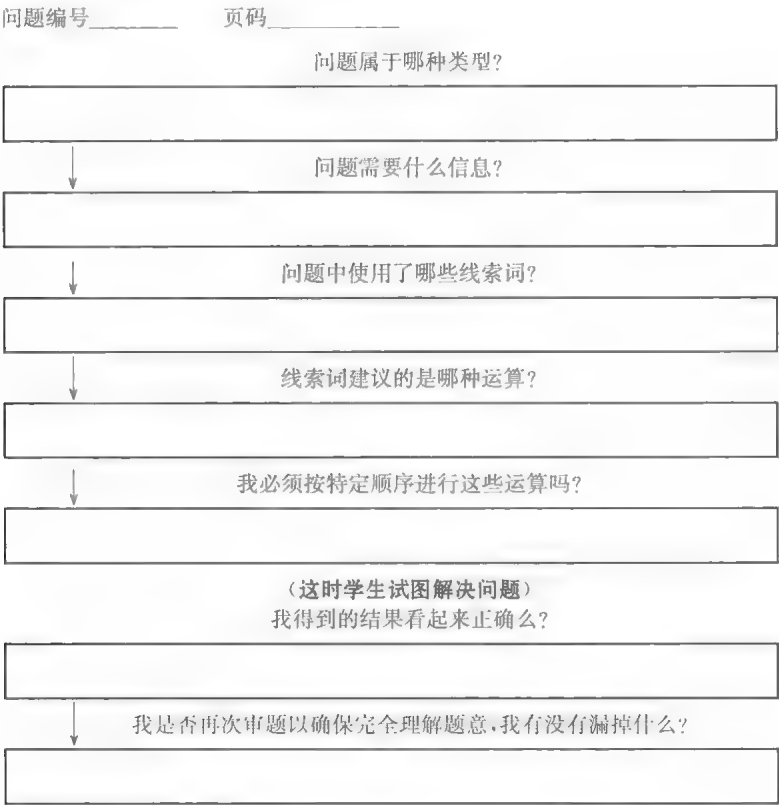 问题编号________ 页码____________
问题属于哪种类型?
问题需要什么信息?
问题中使用了哪些线索词?
线索词建议的是哪种运算?
我必须按特定顺序进行这些运算吗?
(这时学生试图解决问题)
我得到的结果看起来正确么?
我是否再次审题以确保完全理解题意,我有没有漏掉什么?